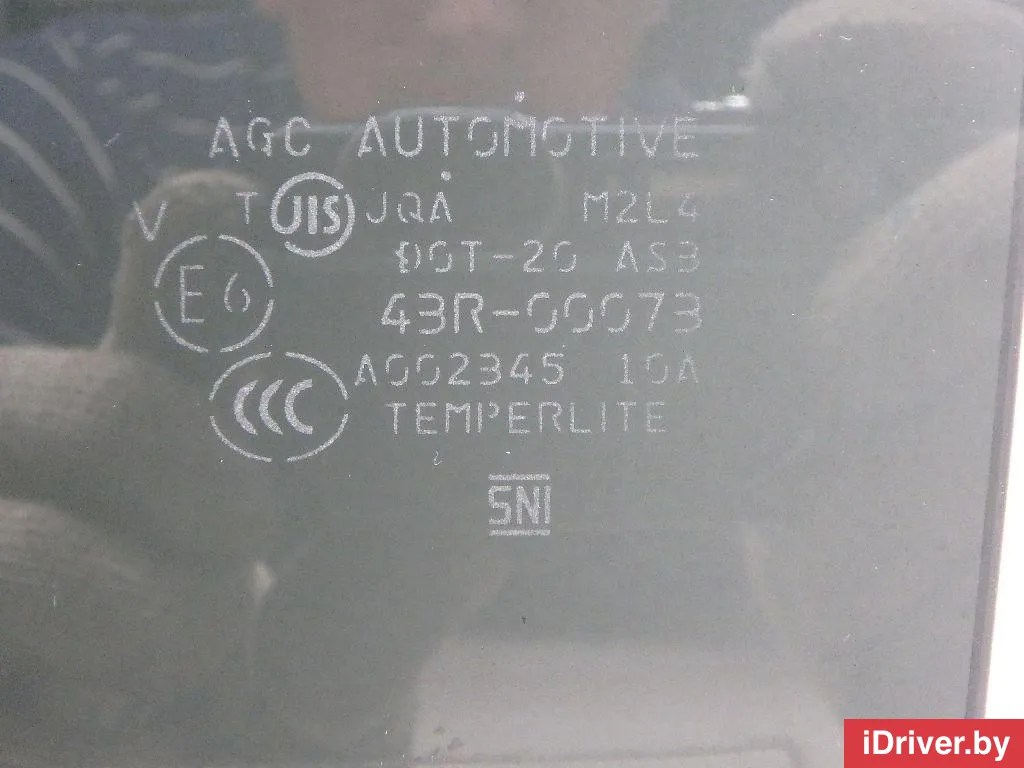 AGC AUTOMOTIVE
V T JIS JQA M2L4
DOT-20 AS3
E6 43R-00073
CCC A002345 10A
TEMPERLITE
SNI
iDriver.by